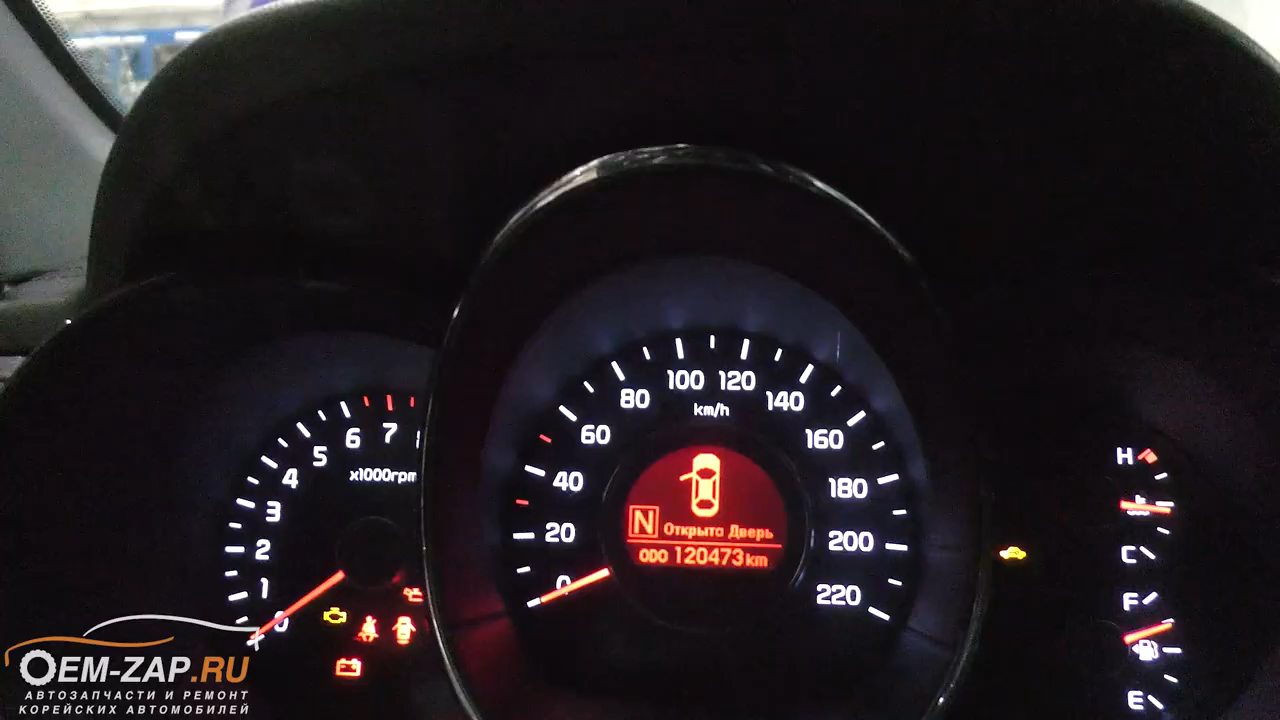 100 120
80 140
km/h
60 160
40 180
20 200
0 220
6 7
5
4
x1000rpm
3
2
1
0
N Открыта Дверь
ODO 120473 km
H
C
F
E
OEM-ZAP.RU
АВТОЗАПЧАСТИ И РЕМОНТ
КОРЕЙСКИХ АВТОМОБИЛЕЙ